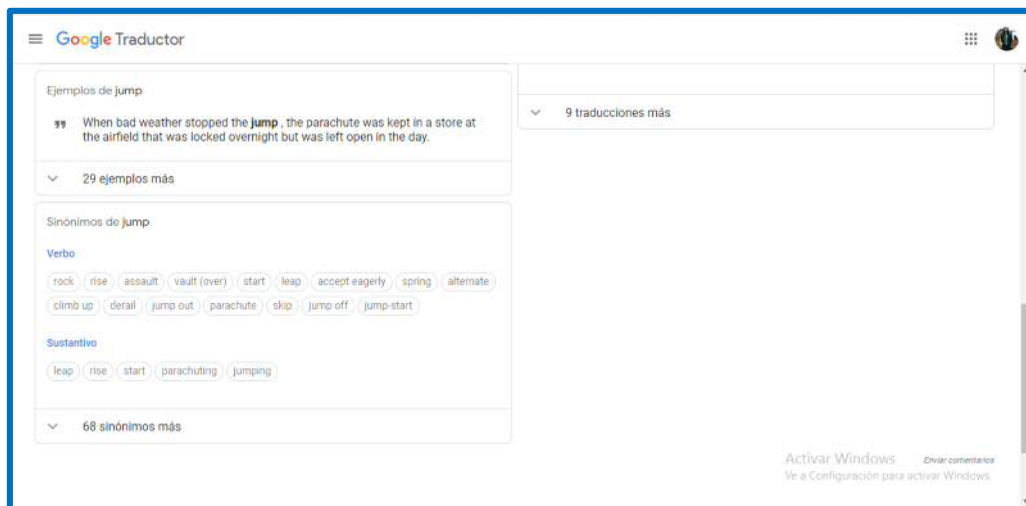 Google Traductor
Ejemplos de jump
When bad weather stopped the jump , the parachute was kept in a store at
the airfield that was locked overnight but was left open in the day.
29 ejemplos más
9 traducciones más
Sinónimos de jump
Verbo
rock rise assault vault (over) start leap accept eagerly spring alternate
climb up derail jump out parachute skip jump off jump-start
Sustantivo
leap rise start parachuting jumping
68 sinónimos más
Activar Windows
Enviar comentarios
Ve a Configuración para activar Windows.